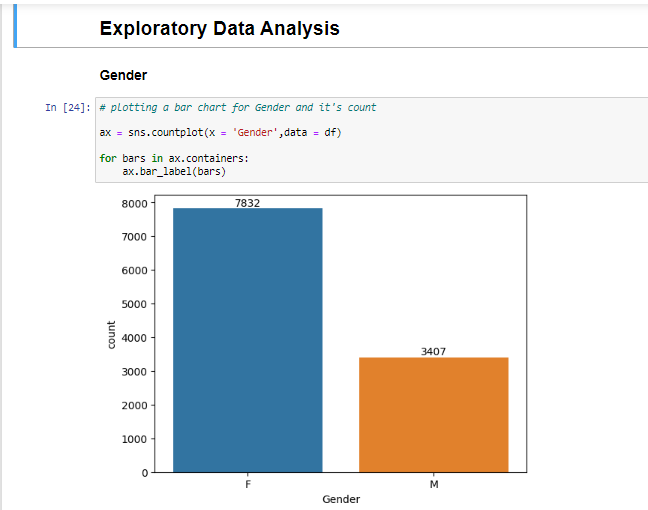 Exploratory Data Analysis
Gender
In [24]: # plotting a bar chart for Gender and it's count
ax = sns.countplot(x = 'Gender',data = df)
for bars in ax.containers:
    ax.bar_label(bars)
8000
7000
6000
5000
4000
3000
2000
1000
0
count
7832
3407
F
M
Gender